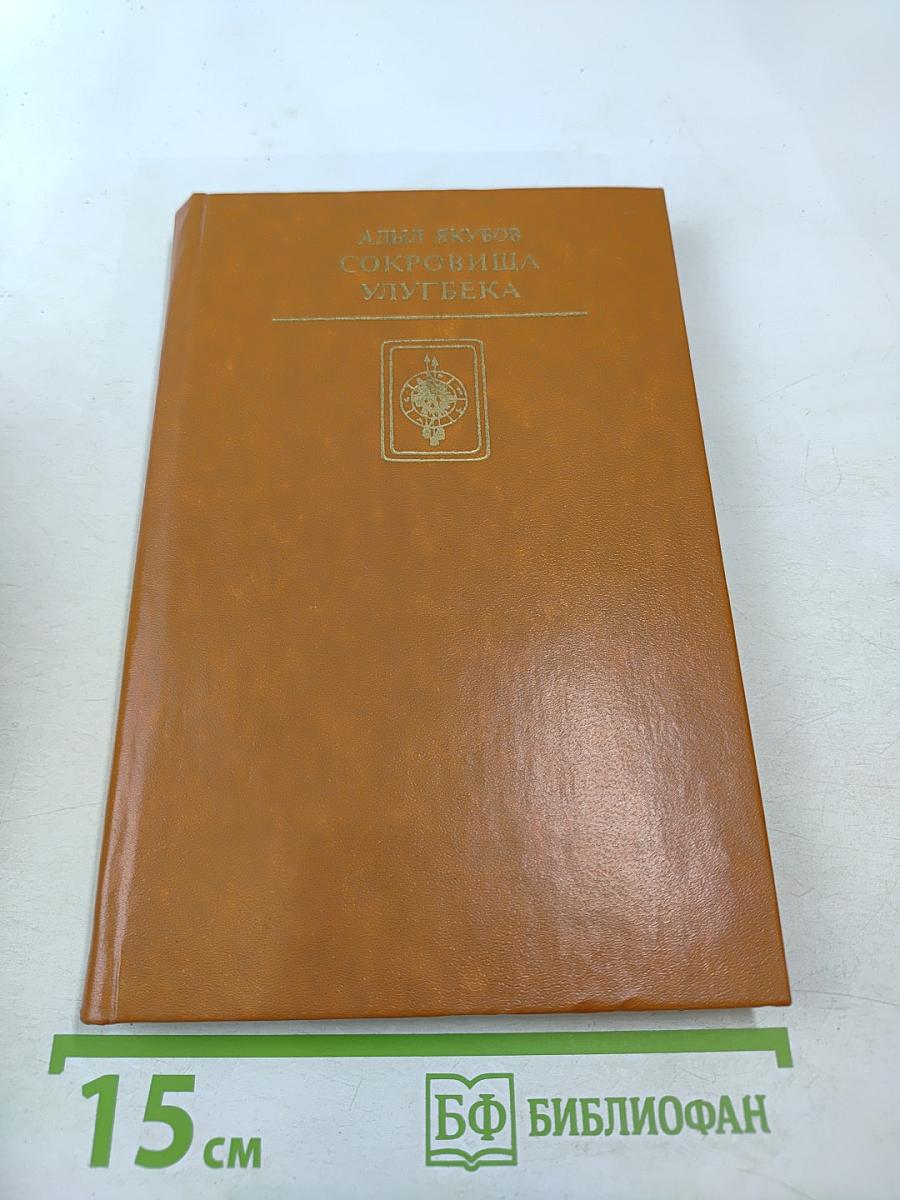 АДЫЛ ЯКУБОВ
СОКРОВИЩА
УЛУГБЕКА
15 см
БФ БИБЛИОФАН